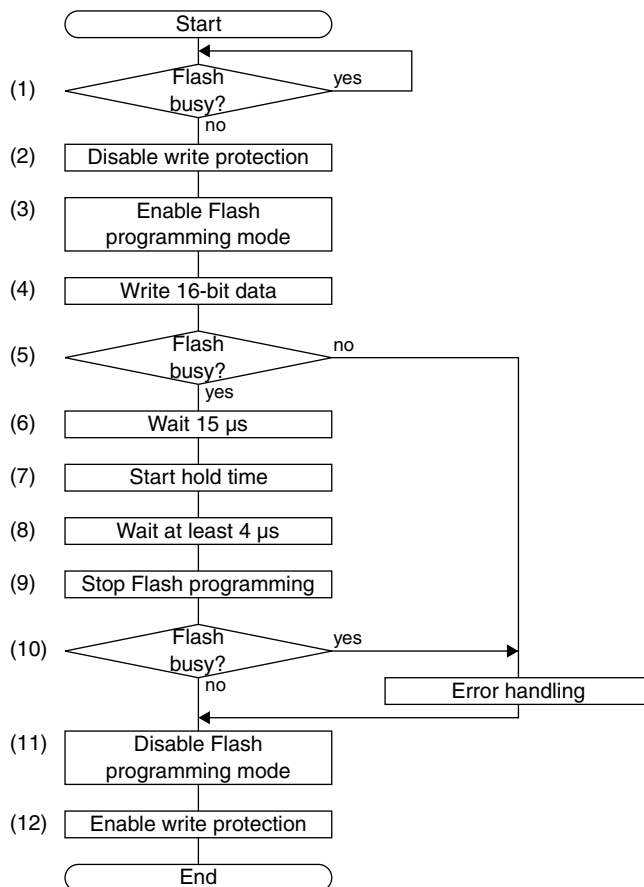 Start
(1)
Flash
busy?
yes
no
(2)
Disable write protection
(3)
Enable Flash
programming mode
(4)
Write 16-bit data
(5)
Flash
busy?
no
yes
(6)
Wait 15 µs
(7)
Start hold time
(8)
Wait at least 4 µs
(9)
Stop Flash programming
(10)
Flash
busy?
yes
no
Error handling
(11)
Disable Flash
programming mode
(12)
Enable write protection
End